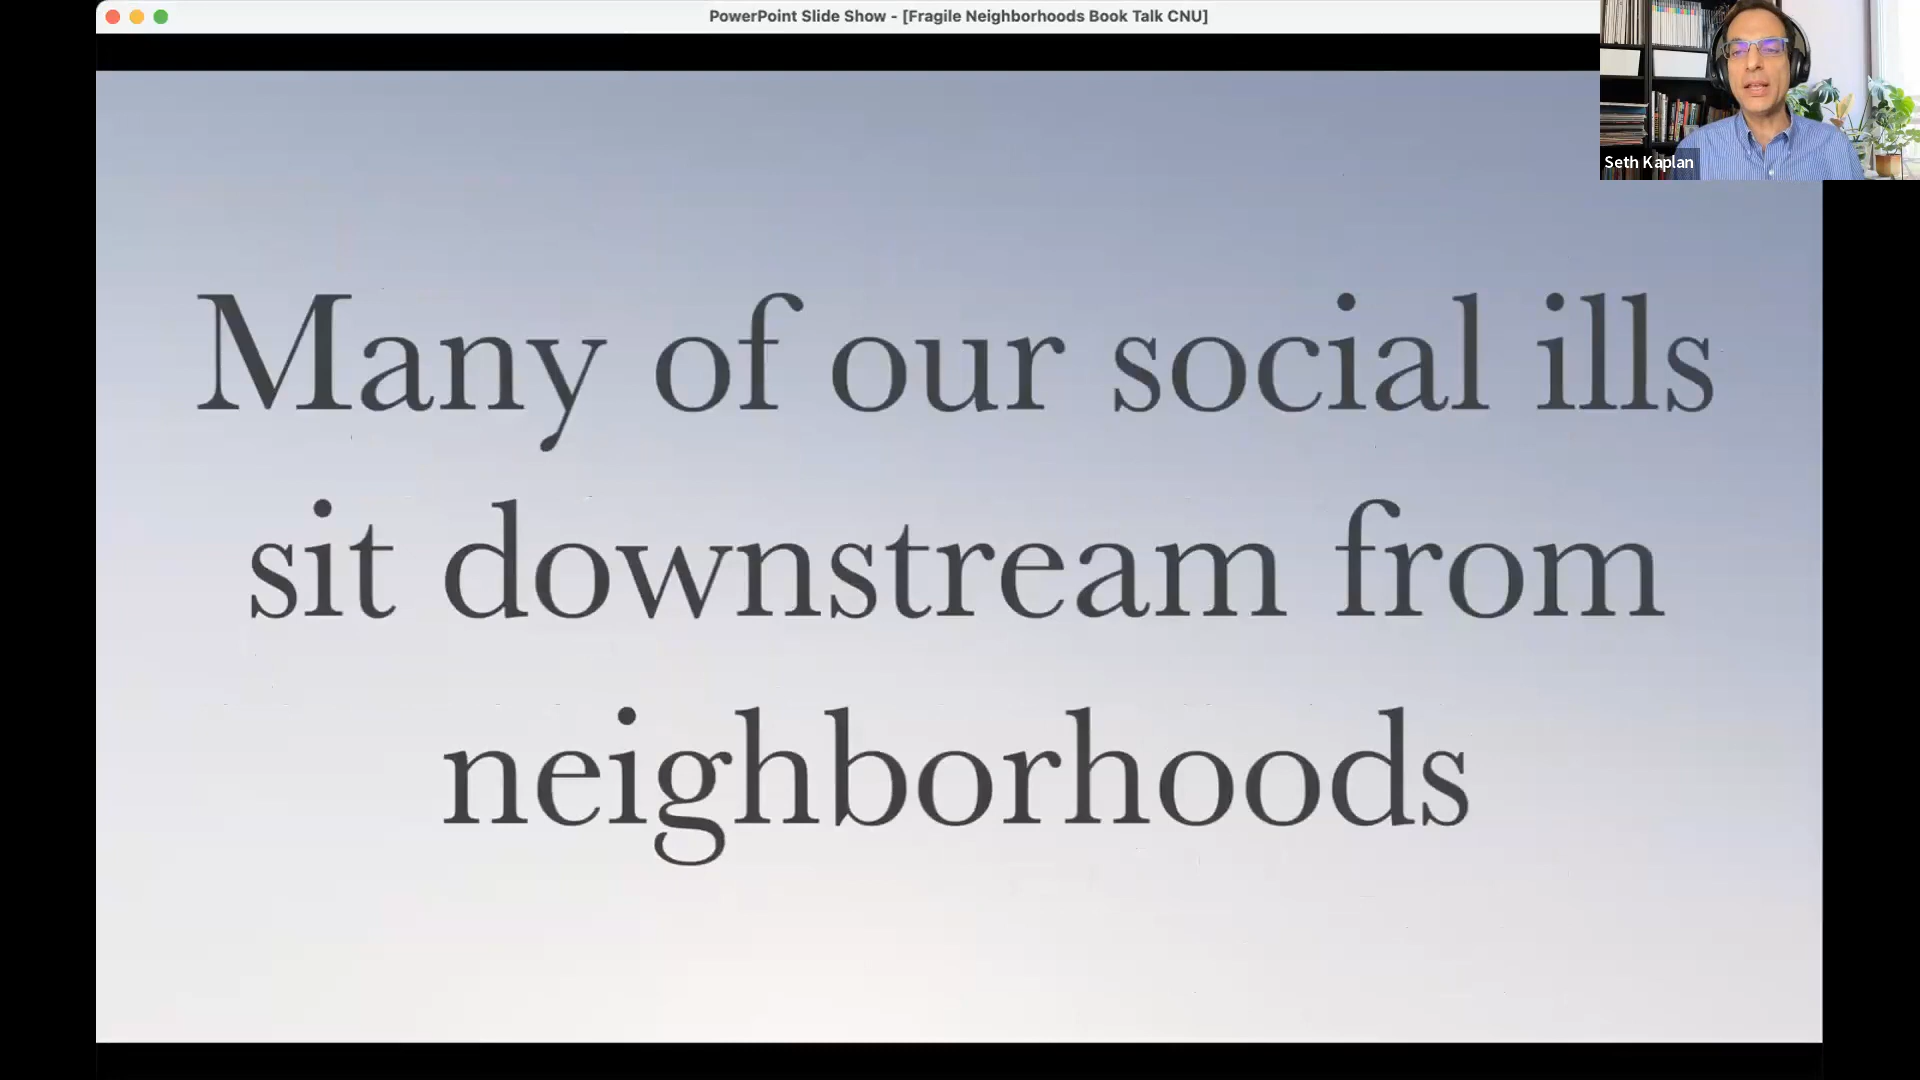 PowerPoint Slide Show - [Fragile Neighborhoods Book Talk CNU]
Seth Kaplan
Many of our social ills
sit downstream from
neighborhoods